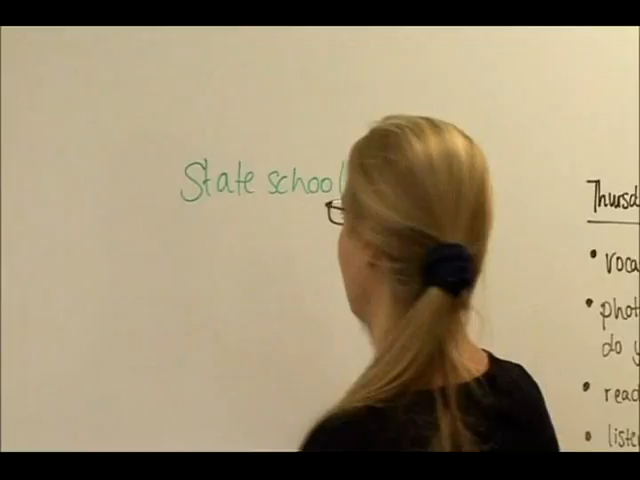 State school
Thursd
• voca
• phot
do y
• read
• liste